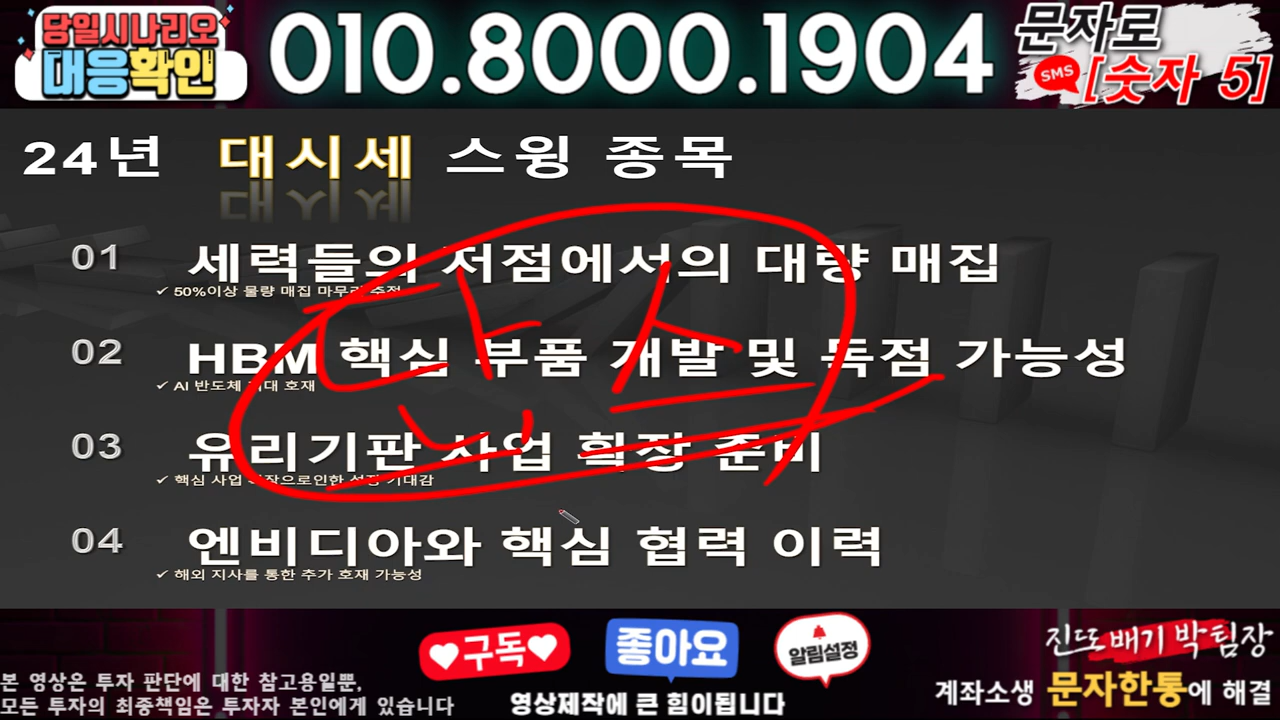 당일시나리오
대응확인
010.8000.1904
문자로
SMS [숫자 5]
24년 대시세 스윙 종목
01 세력들의 저점에서의 대량 매집
✓ 50%이상 물량 매집 마무리 추정
02 HBM 핵심 부품 개발 및 독점 가능성
✓ AI 반도체 최대 호재
03 유리기판 사업 확장 준비
✓ 핵심 사업 확장으로인한 성장 기대감
04 엔비디아와 핵심 협력 이력
✓ 해외 지사를 통한 추가 호재 가능성
단 스
본 영상은 투자 판단에 대한 참고용일뿐,
모든 투자의 최종책임은 투자자 본인에게 있습니다
구독
좋아요
알림설정
영상제작에 큰 힘이됩니다
진또배기 박팀장
계좌소생 문자한통에 해결